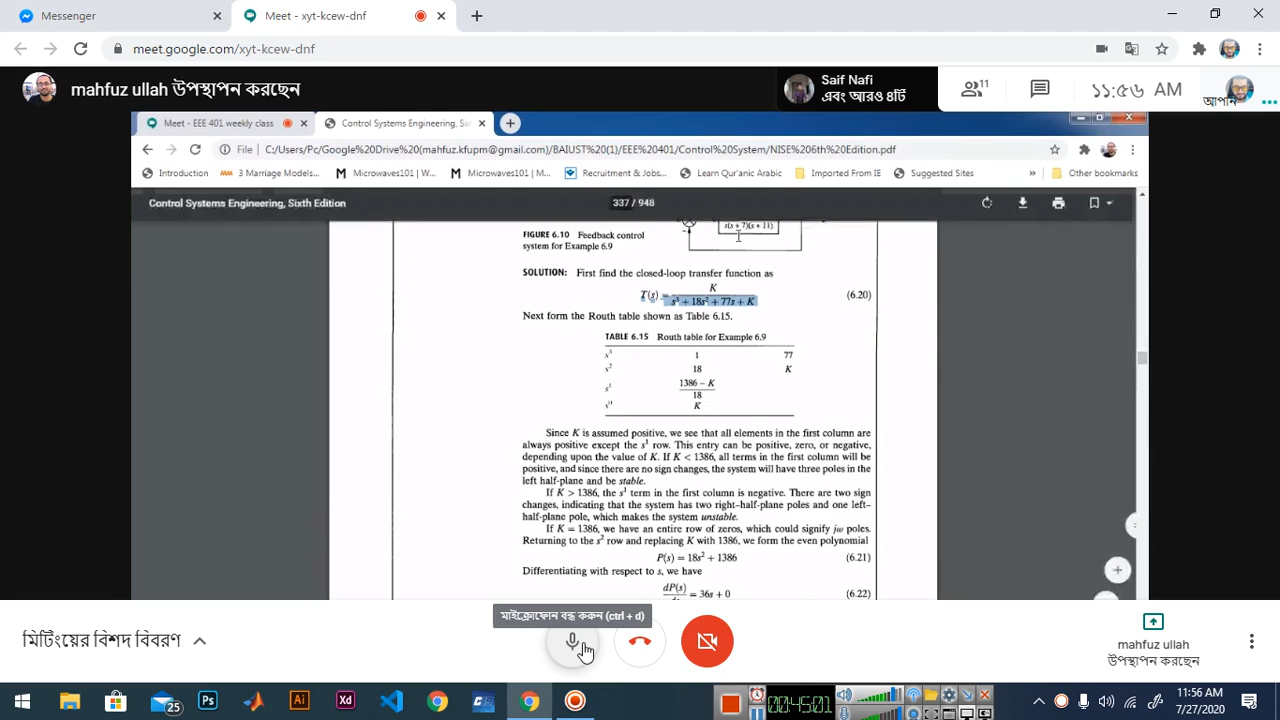 Messenger
Meet - xyt-kcew-dnf
meet.google.com/xyt-kcew-dnf
mahfuz ullah উপস্থাপন করছেন
Saif Nafi
এবং আরও ৪টি
11
১১:৫৬ AM
আপনি
Meet - EEE 401 weekly class
Control Systems Engineering, Six
File | C:/Users/Pc/Google%20Drive%20(mahfuz.kfupm@gmail.com)/BAIUST%20(1)/EEE%20401/Control%20System/NISE%206th%20Edition.pdf
Introduction
3 Marriage Models...
Microwaves101 | W...
Microwaves101 | M...
Recruitment & Jobs...
Learn Qur'anic Arabic
Imported From IE
Suggested Sites
»
Other bookmarks
Control Systems Engineering, Sixth Edition
337 / 948
s(s + 7)(s + 11)
FIGURE 6.10 Feedback control
system for Example 6.9
SOLUTION: First find the closed-loop transfer function as
T(s) = K / s³ + 18s² + 77s + K (6.20)
Next form the Routh table shown as Table 6.15.
TABLE 6.15 Routh table for Example 6.9
s³ 1 77
s² 18 K
s¹ 1386 − K / 18
s⁰ K
Since K is assumed positive, we see that all elements in the first column are
always positive except the s¹ row. This entry can be positive, zero, or negative,
depending upon the value of K. If K < 1386, all terms in the first column will be
positive, and since there are no sign changes, the system will have three poles in the
left half-plane and be stable.
If K > 1386, the s¹ term in the first column is negative. There are two sign
changes, indicating that the system has two right-half-plane poles and one left-
half-plane pole, which makes the system unstable.
If K = 1386, we have an entire row of zeros, which could signify jω poles.
Returning to the s² row and replacing K with 1386, we form the even polynomial
P(s) = 18s² + 1386 (6.21)
Differentiating with respect to s, we have
dP(s) = 36s + 0 (6.22)
মাইক্রোফোন বন্ধ করুন (ctrl + d)
মিটিংয়ের বিশদ বিবরণ
mahfuz ullah
উপস্থাপন করছেন
25
Ps
Ai
Xd
00:45:01
11:56 AM
7/27/2020